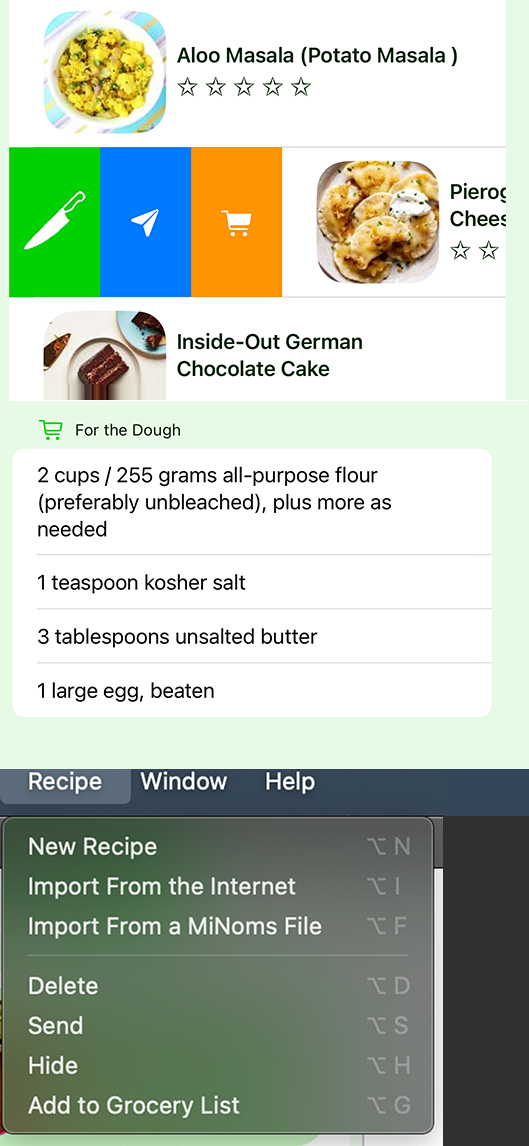 Aloo Masala (Potato Masala )
Pierog
Chees
Inside-Out German
Chocolate Cake
For the Dough
2 cups / 255 grams all-purpose flour
(preferably unbleached), plus more as
needed
1 teaspoon kosher salt
3 tablespoons unsalted butter
1 large egg, beaten
Recipe Window Help
New Recipe ⌥ N
Import From the Internet ⌥ I
Import From a MiNoms File ⌥ F
Delete ⌥ D
Send ⌥ S
Hide ⌥ H
Add to Grocery List ⌥ G